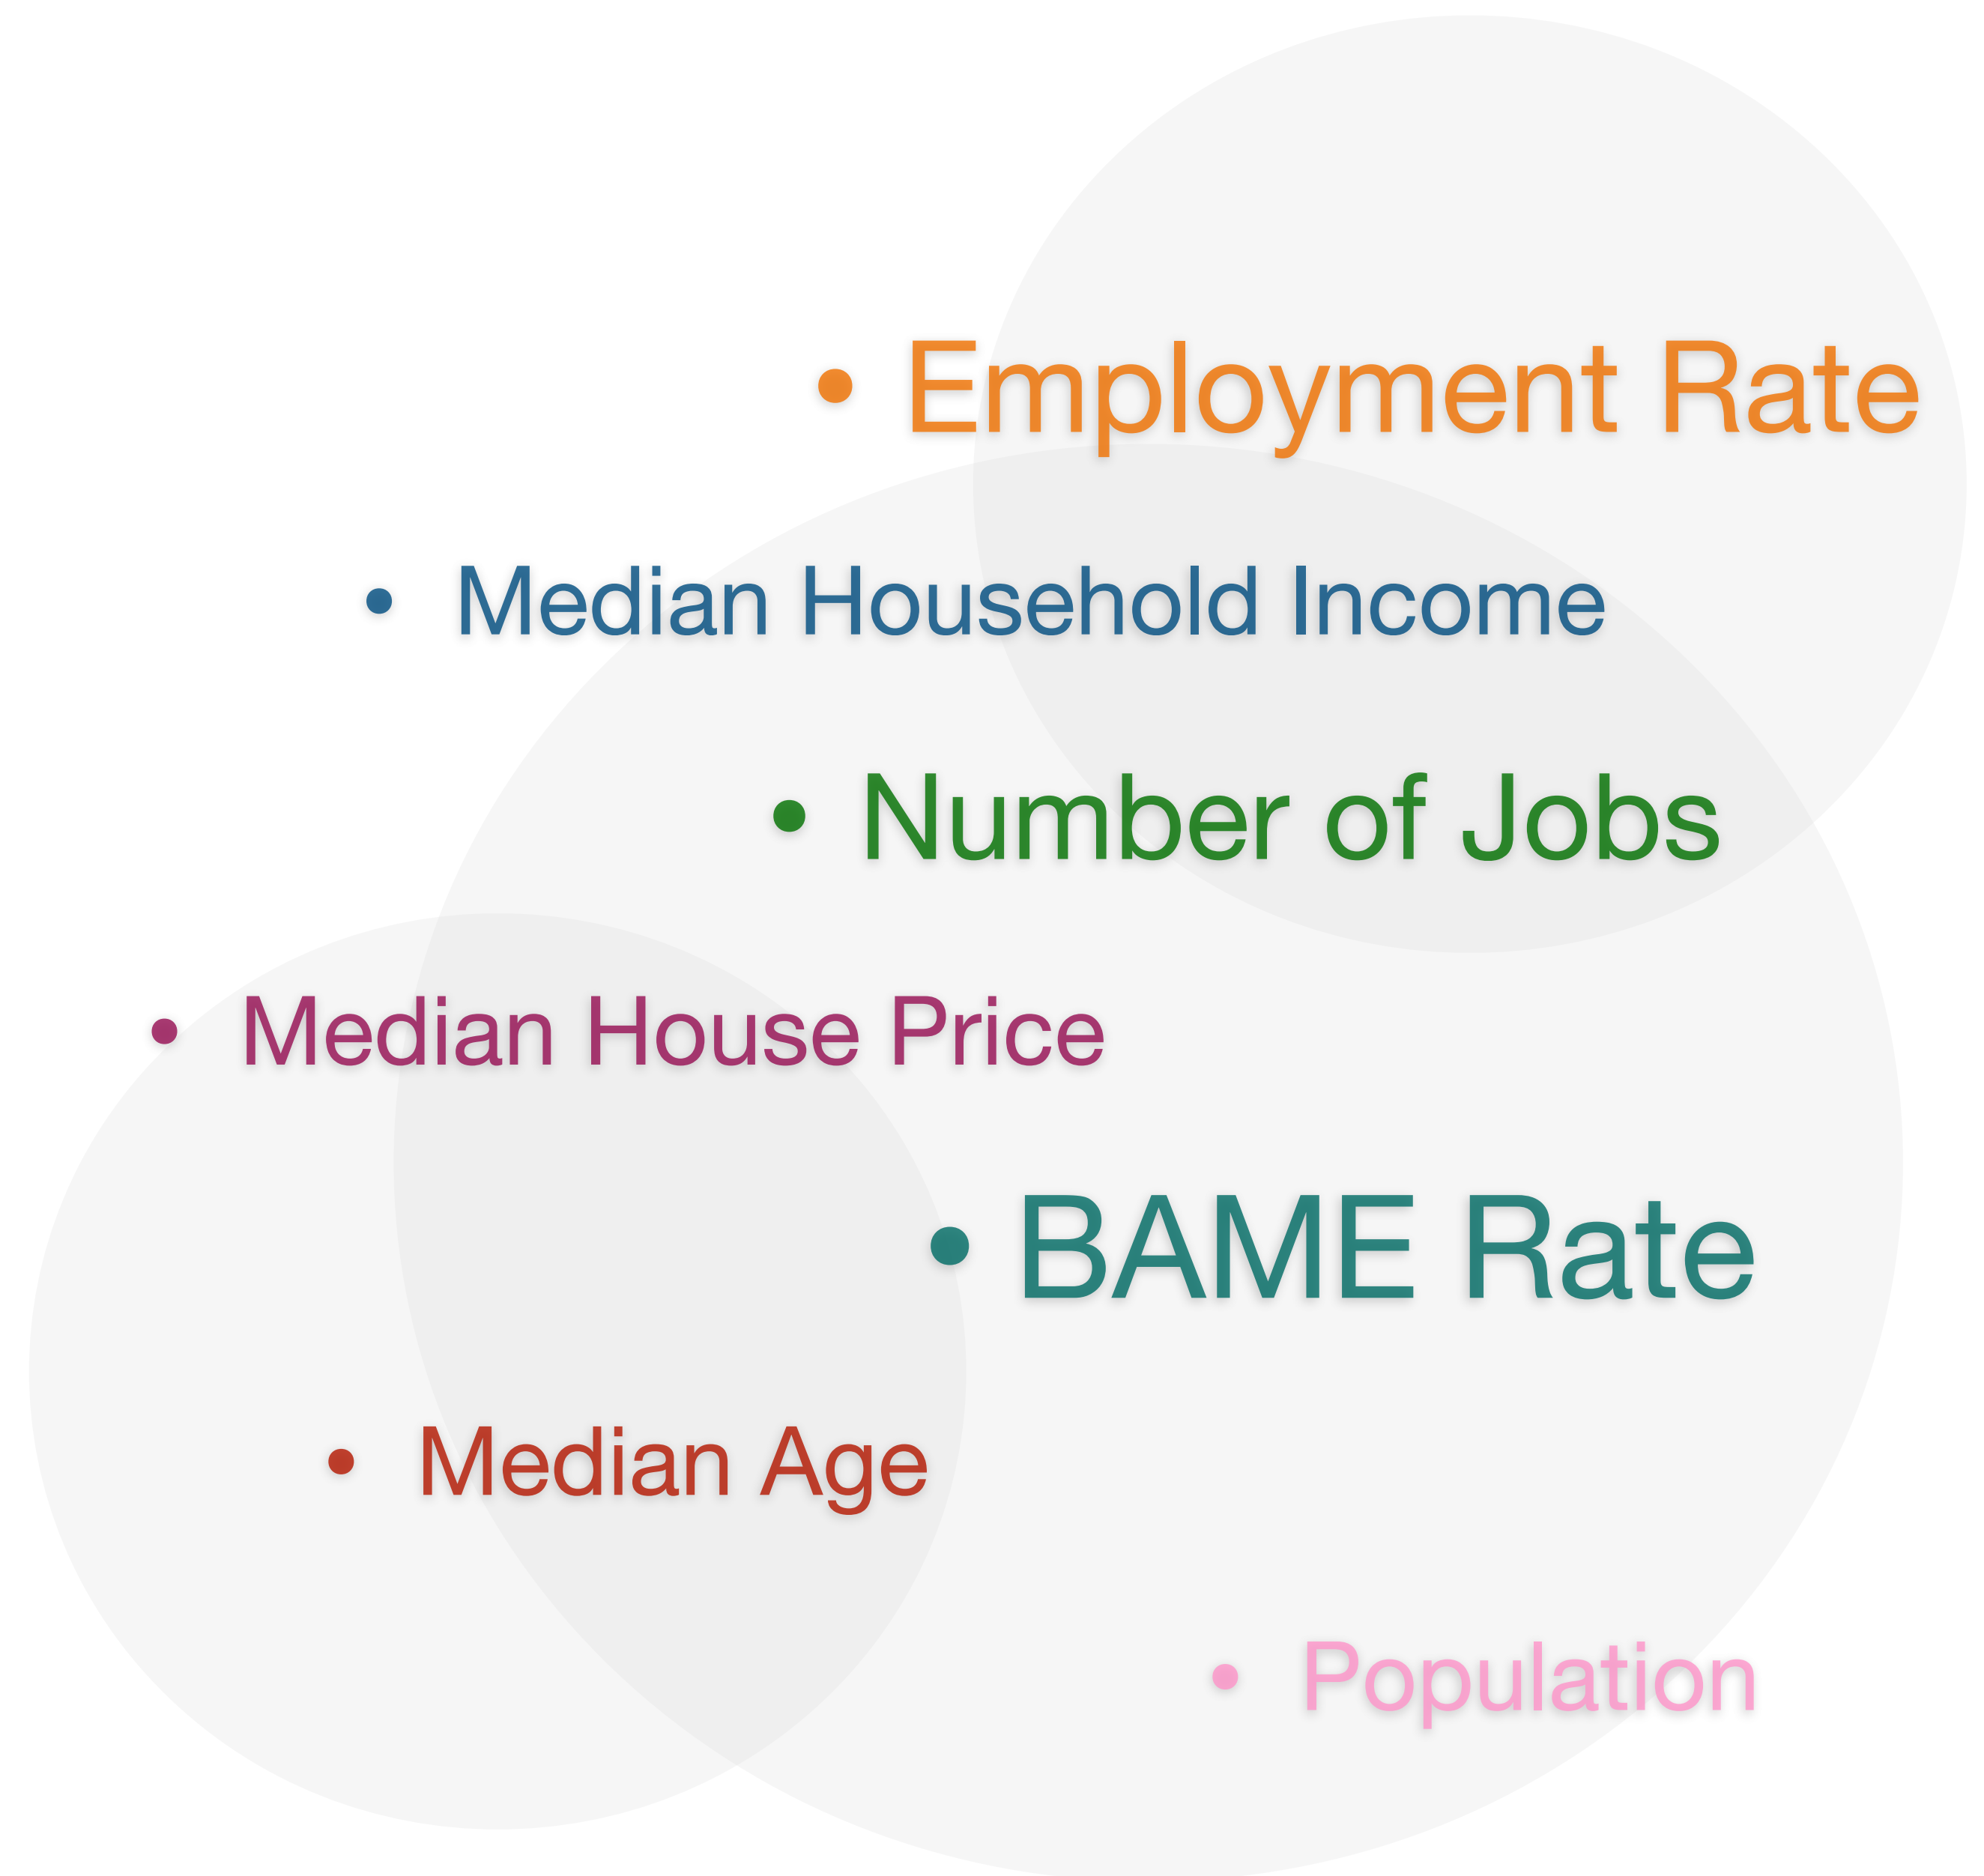 • Employment Rate
• Median Household Income
• Number of Jobs
• Median House Price
• BAME Rate
• Median Age
• Population